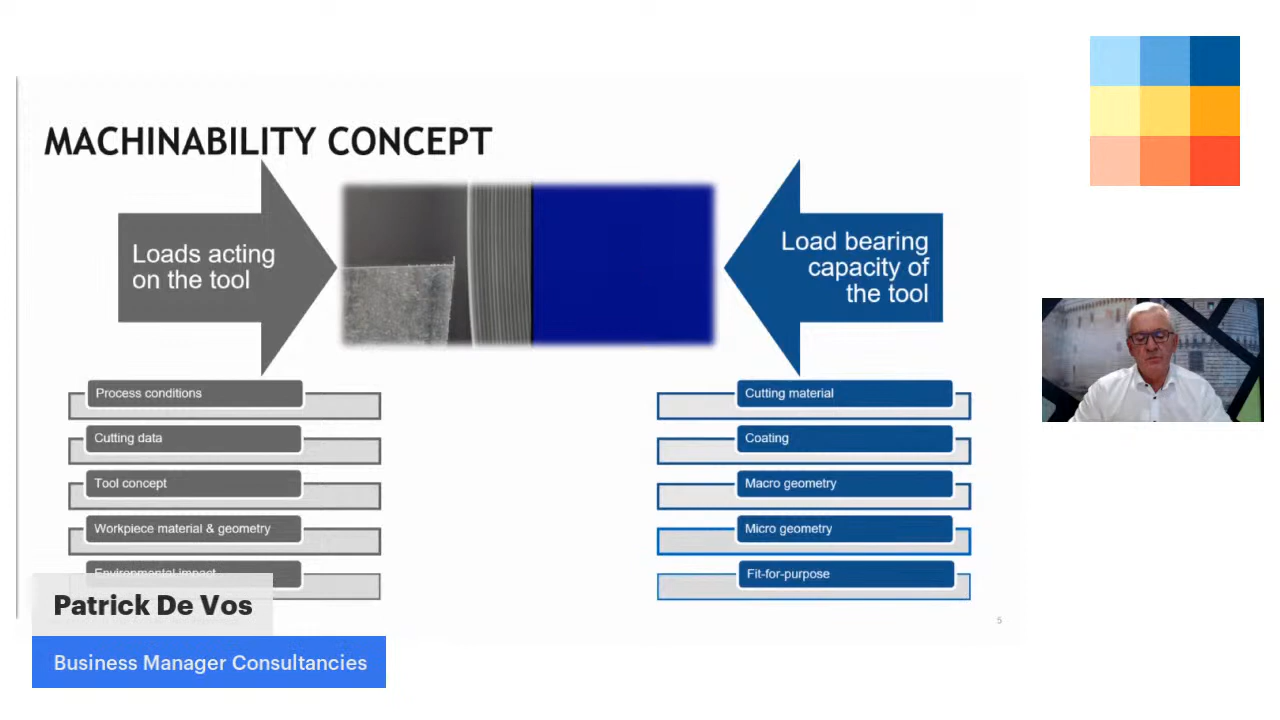 MACHINABILITY CONCEPT
Loads acting
on the tool
Load bearing
capacity of
the tool
Process conditions
Cutting data
Tool concept
Workpiece material & geometry
Environmental impact
Cutting material
Coating
Macro geometry
Micro geometry
Fit-for-purpose
5
Patrick De Vos
Business Manager Consultancies